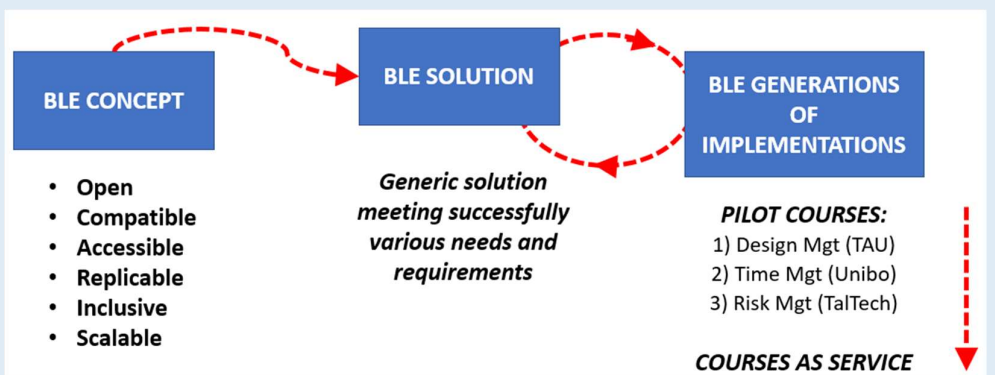 BLE CONCEPT
• Open
• Compatible
• Accessible
• Replicable
• Inclusive
• Scalable
BLE SOLUTION
Generic solution
meeting successfully
various needs and
requirements
BLE GENERATIONS
OF
IMPLEMENTATIONS
PILOT COURSES:
1) Design Mgt (TAU)
2) Time Mgt (Unibo)
3) Risk Mgt (TalTech)
COURSES AS SERVICE